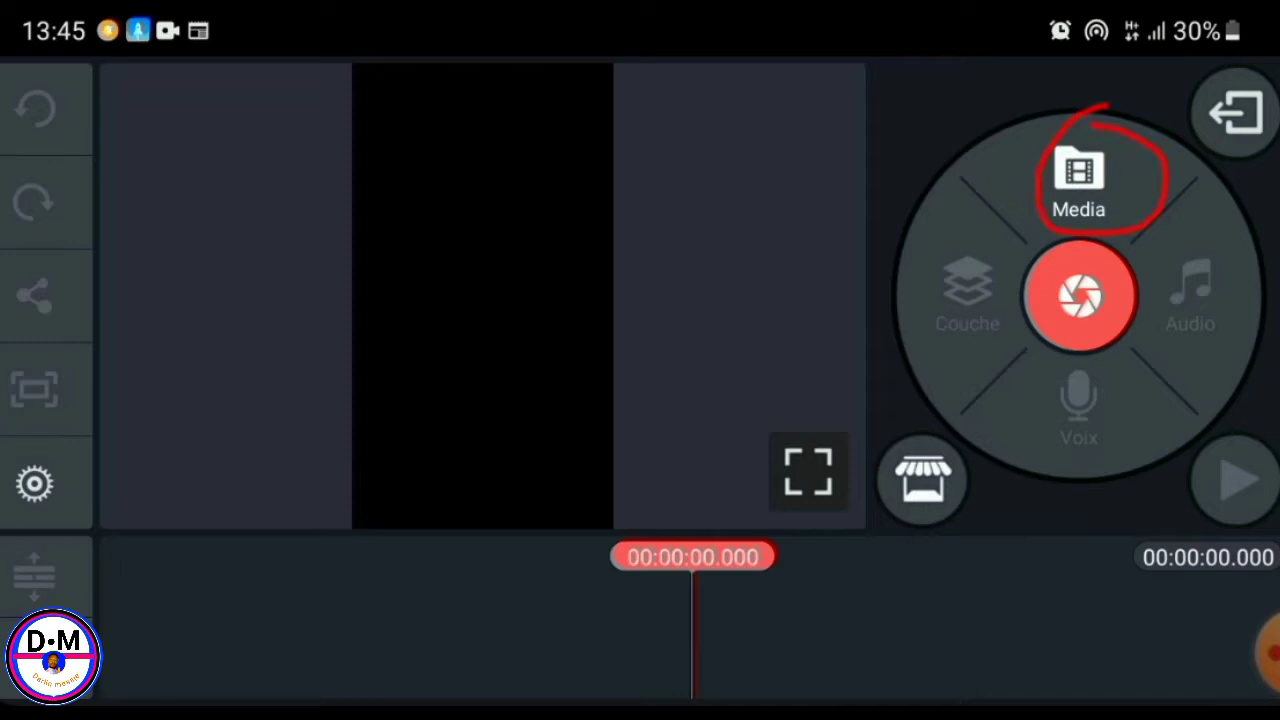 13:45
30%
Media
Couche
Audio
Voix
00:00:00.000
00:00:00.000
D•M